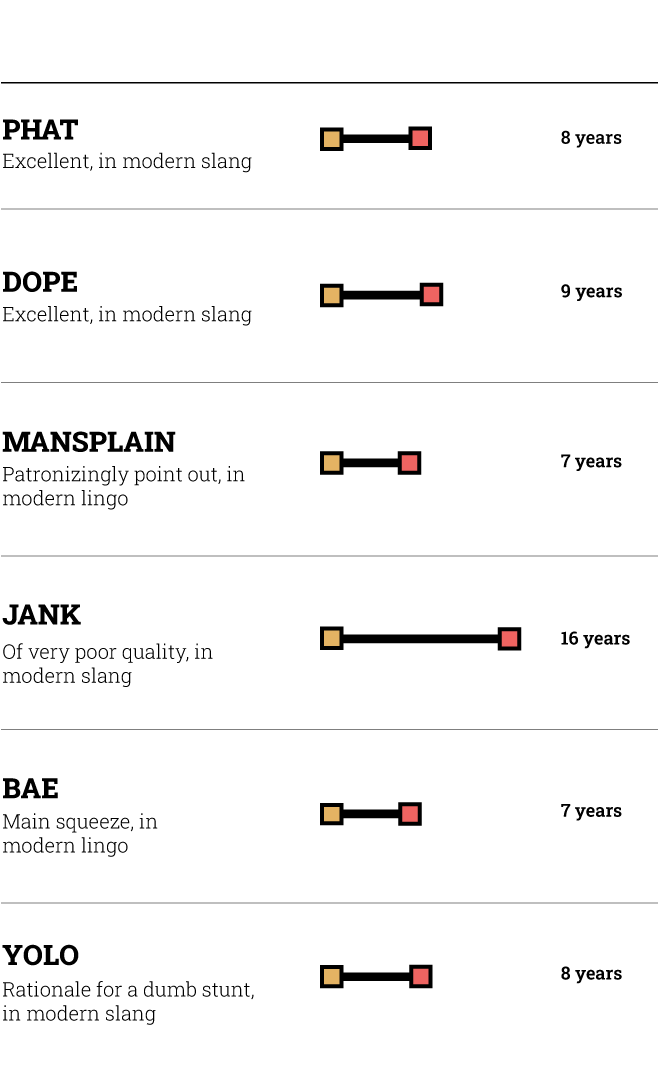 PHAT
Excellent, in modern slang
8 years
DOPE
Excellent, in modern slang
9 years
MANSPLAIN
Patronizingly point out, in
modern lingo
7 years
JANK
Of very poor quality, in
modern slang
16 years
BAE
Main squeeze, in
modern lingo
7 years
YOLO
Rationale for a dumb stunt,
in modern slang
8 years